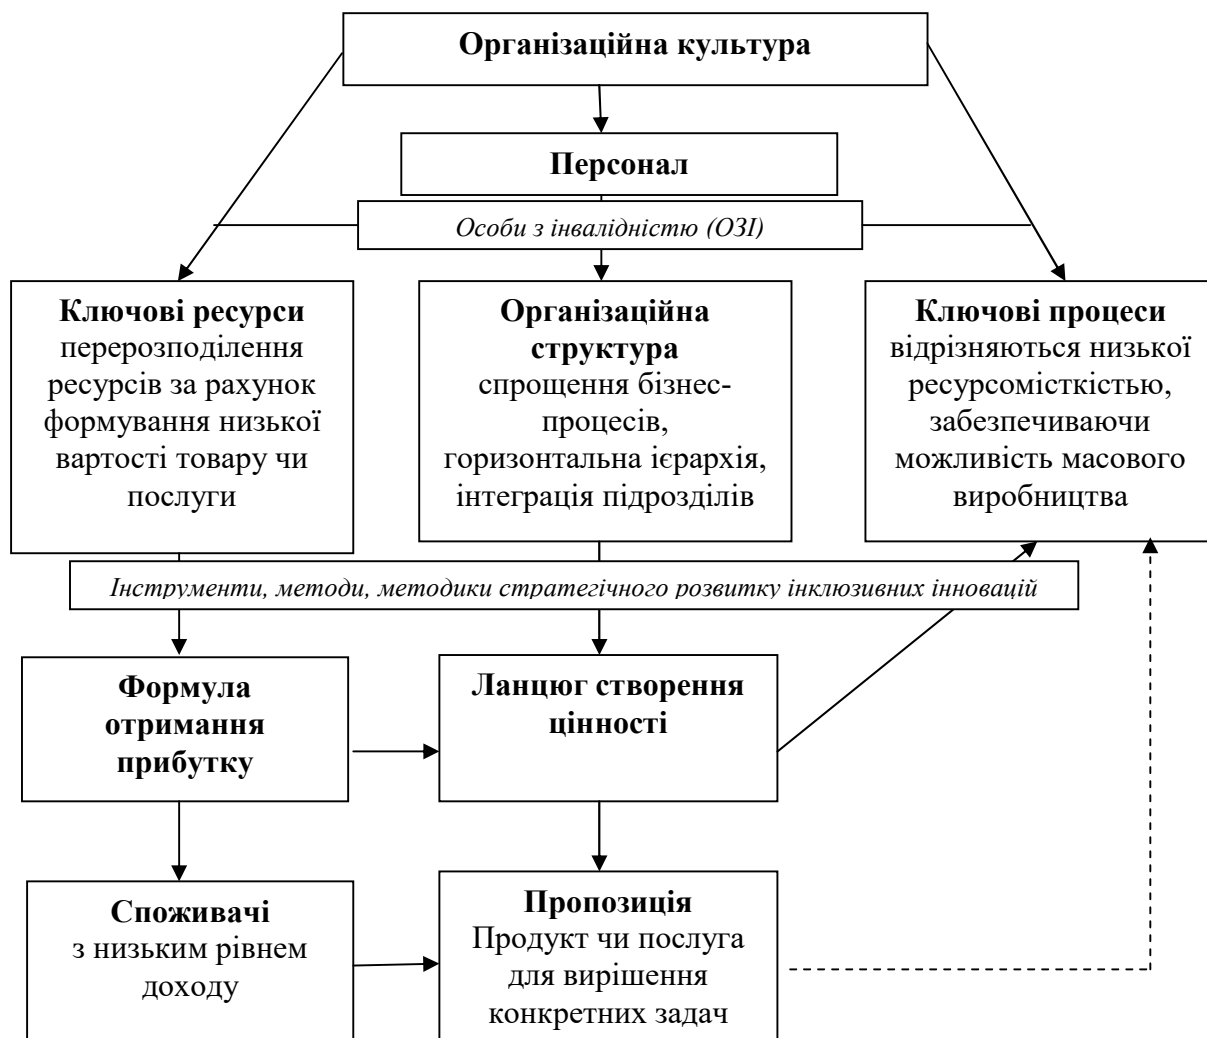 Організаційна культура
Персонал
Особи з інвалідністю (ОЗІ)
Ключові ресурси
перерозподілення
ресурсів за рахунок
формування низької
вартості товару чи
послуги
Організаційна
структура
спрощення бізнес-
процесів,
горизонтальна ієрархія,
інтеграція підрозділів
Ключові процеси
відрізняються низької
ресурсомісткістю,
забезпечиваючи
можливість масового
виробництва
Інструменти, методи, методики стратегічного розвитку інклюзивних інновацій
Формула
отримання
прибутку
Ланцюг створення
цінності
Споживачі
з низьким рівнем
доходу
Пропозиція
Продукт чи послуга
для вирішення
конкретних задач